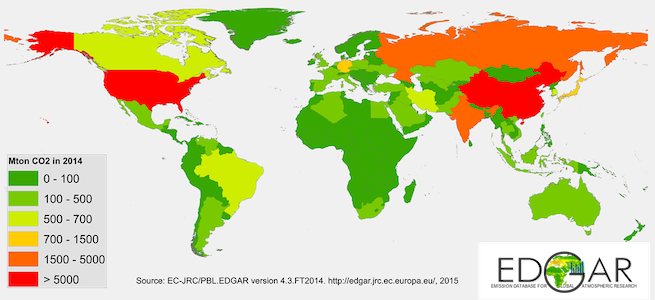 Mton CO2 in 2014
0 - 100
100 - 500
500 - 700
700 - 1500
1500 - 5000
> 5000
Source: EC-JRC/PBL.EDGAR version 4.3.FT2014. http://edgar.jrc.ec.europa.eu/, 2015
EDGAR
EMISSION DATABASE FOR GLOBAL ATMOSPHERIC RESEARCH